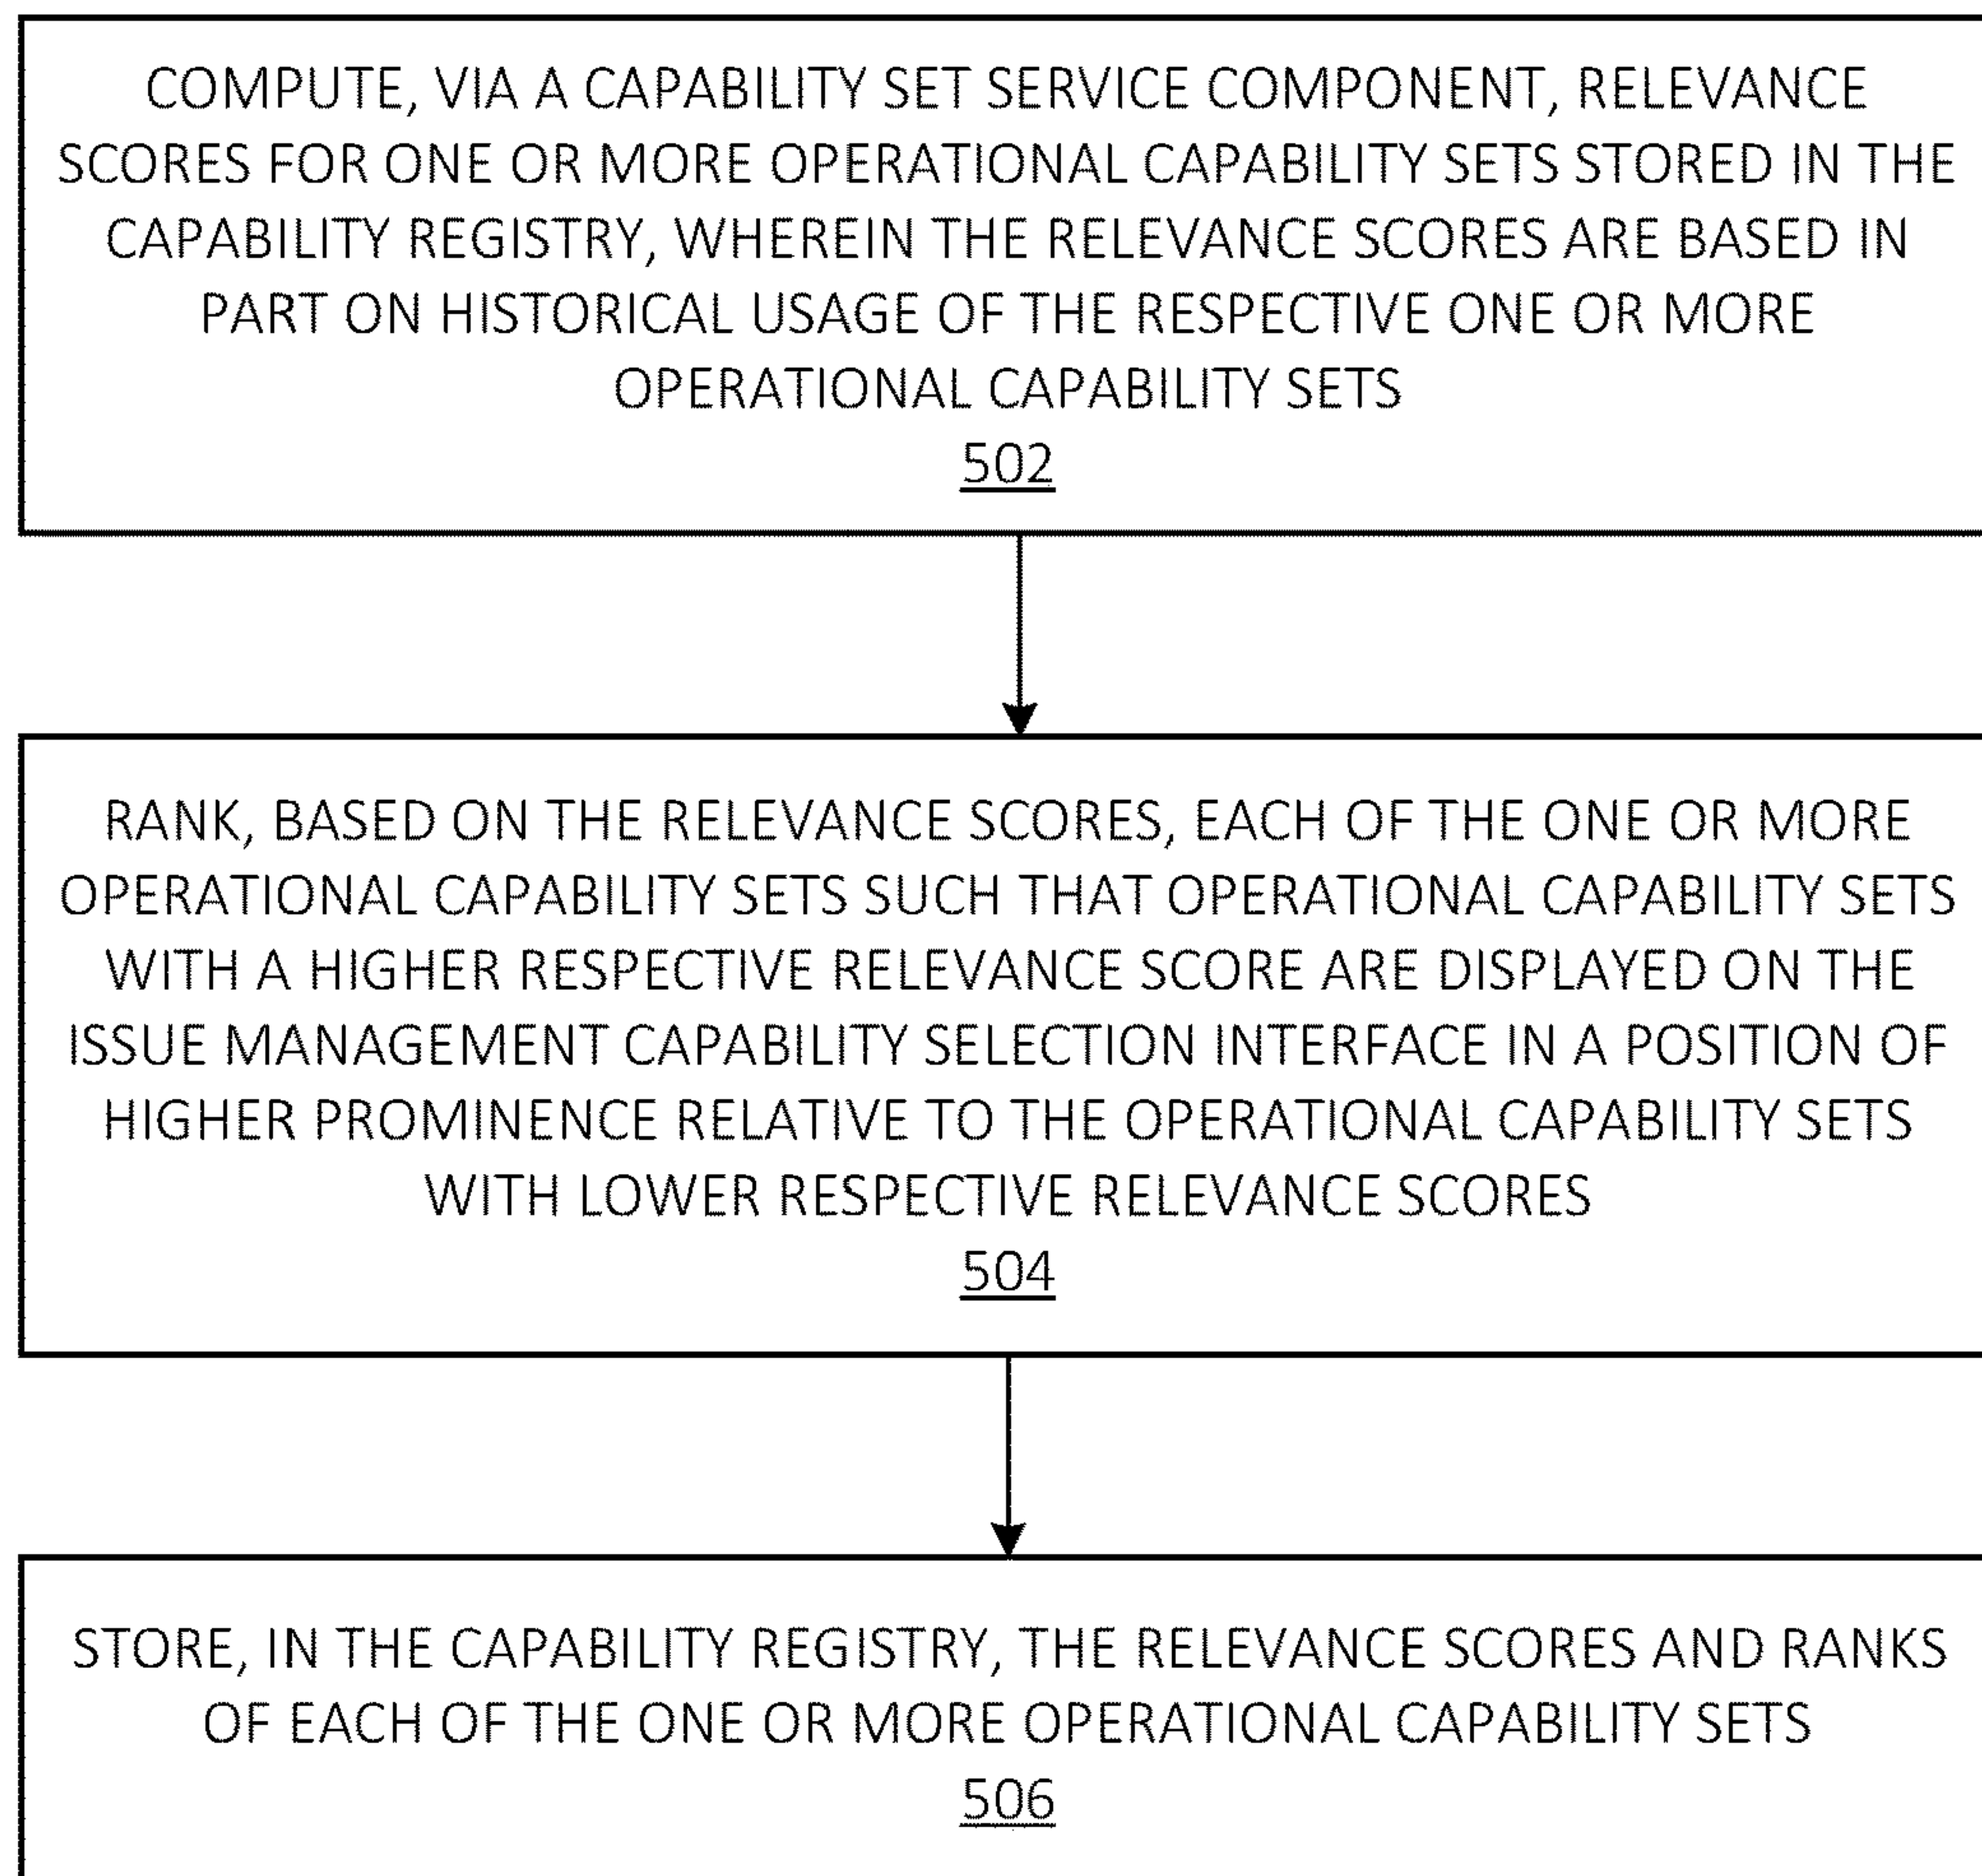 COMPUTE, VIA A CAPABILITY SET SERVICE COMPONENT, RELEVANCE
SCORES FOR ONE OR MORE OPERATIONAL CAPABILITY SETS STORED IN THE
CAPABILITY REGISTRY, WHEREIN THE RELEVANCE SCORES ARE BASED IN
PART ON HISTORICAL USAGE OF THE RESPECTIVE ONE OR MORE
OPERATIONAL CAPABILITY SETS
502
RANK, BASED ON THE RELEVANCE SCORES, EACH OF THE ONE OR MORE
OPERATIONAL CAPABILITY SETS SUCH THAT OPERATIONAL CAPABILITY SETS
WITH A HIGHER RESPECTIVE RELEVANCE SCORE ARE DISPLAYED ON THE
ISSUE MANAGEMENT CAPABILITY SELECTION INTERFACE IN A POSITION OF
HIGHER PROMINENCE RELATIVE TO THE OPERATIONAL CAPABILITY SETS
WITH LOWER RESPECTIVE RELEVANCE SCORES
504
STORE, IN THE CAPABILITY REGISTRY, THE RELEVANCE SCORES AND RANKS
OF EACH OF THE ONE OR MORE OPERATIONAL CAPABILITY SETS
506